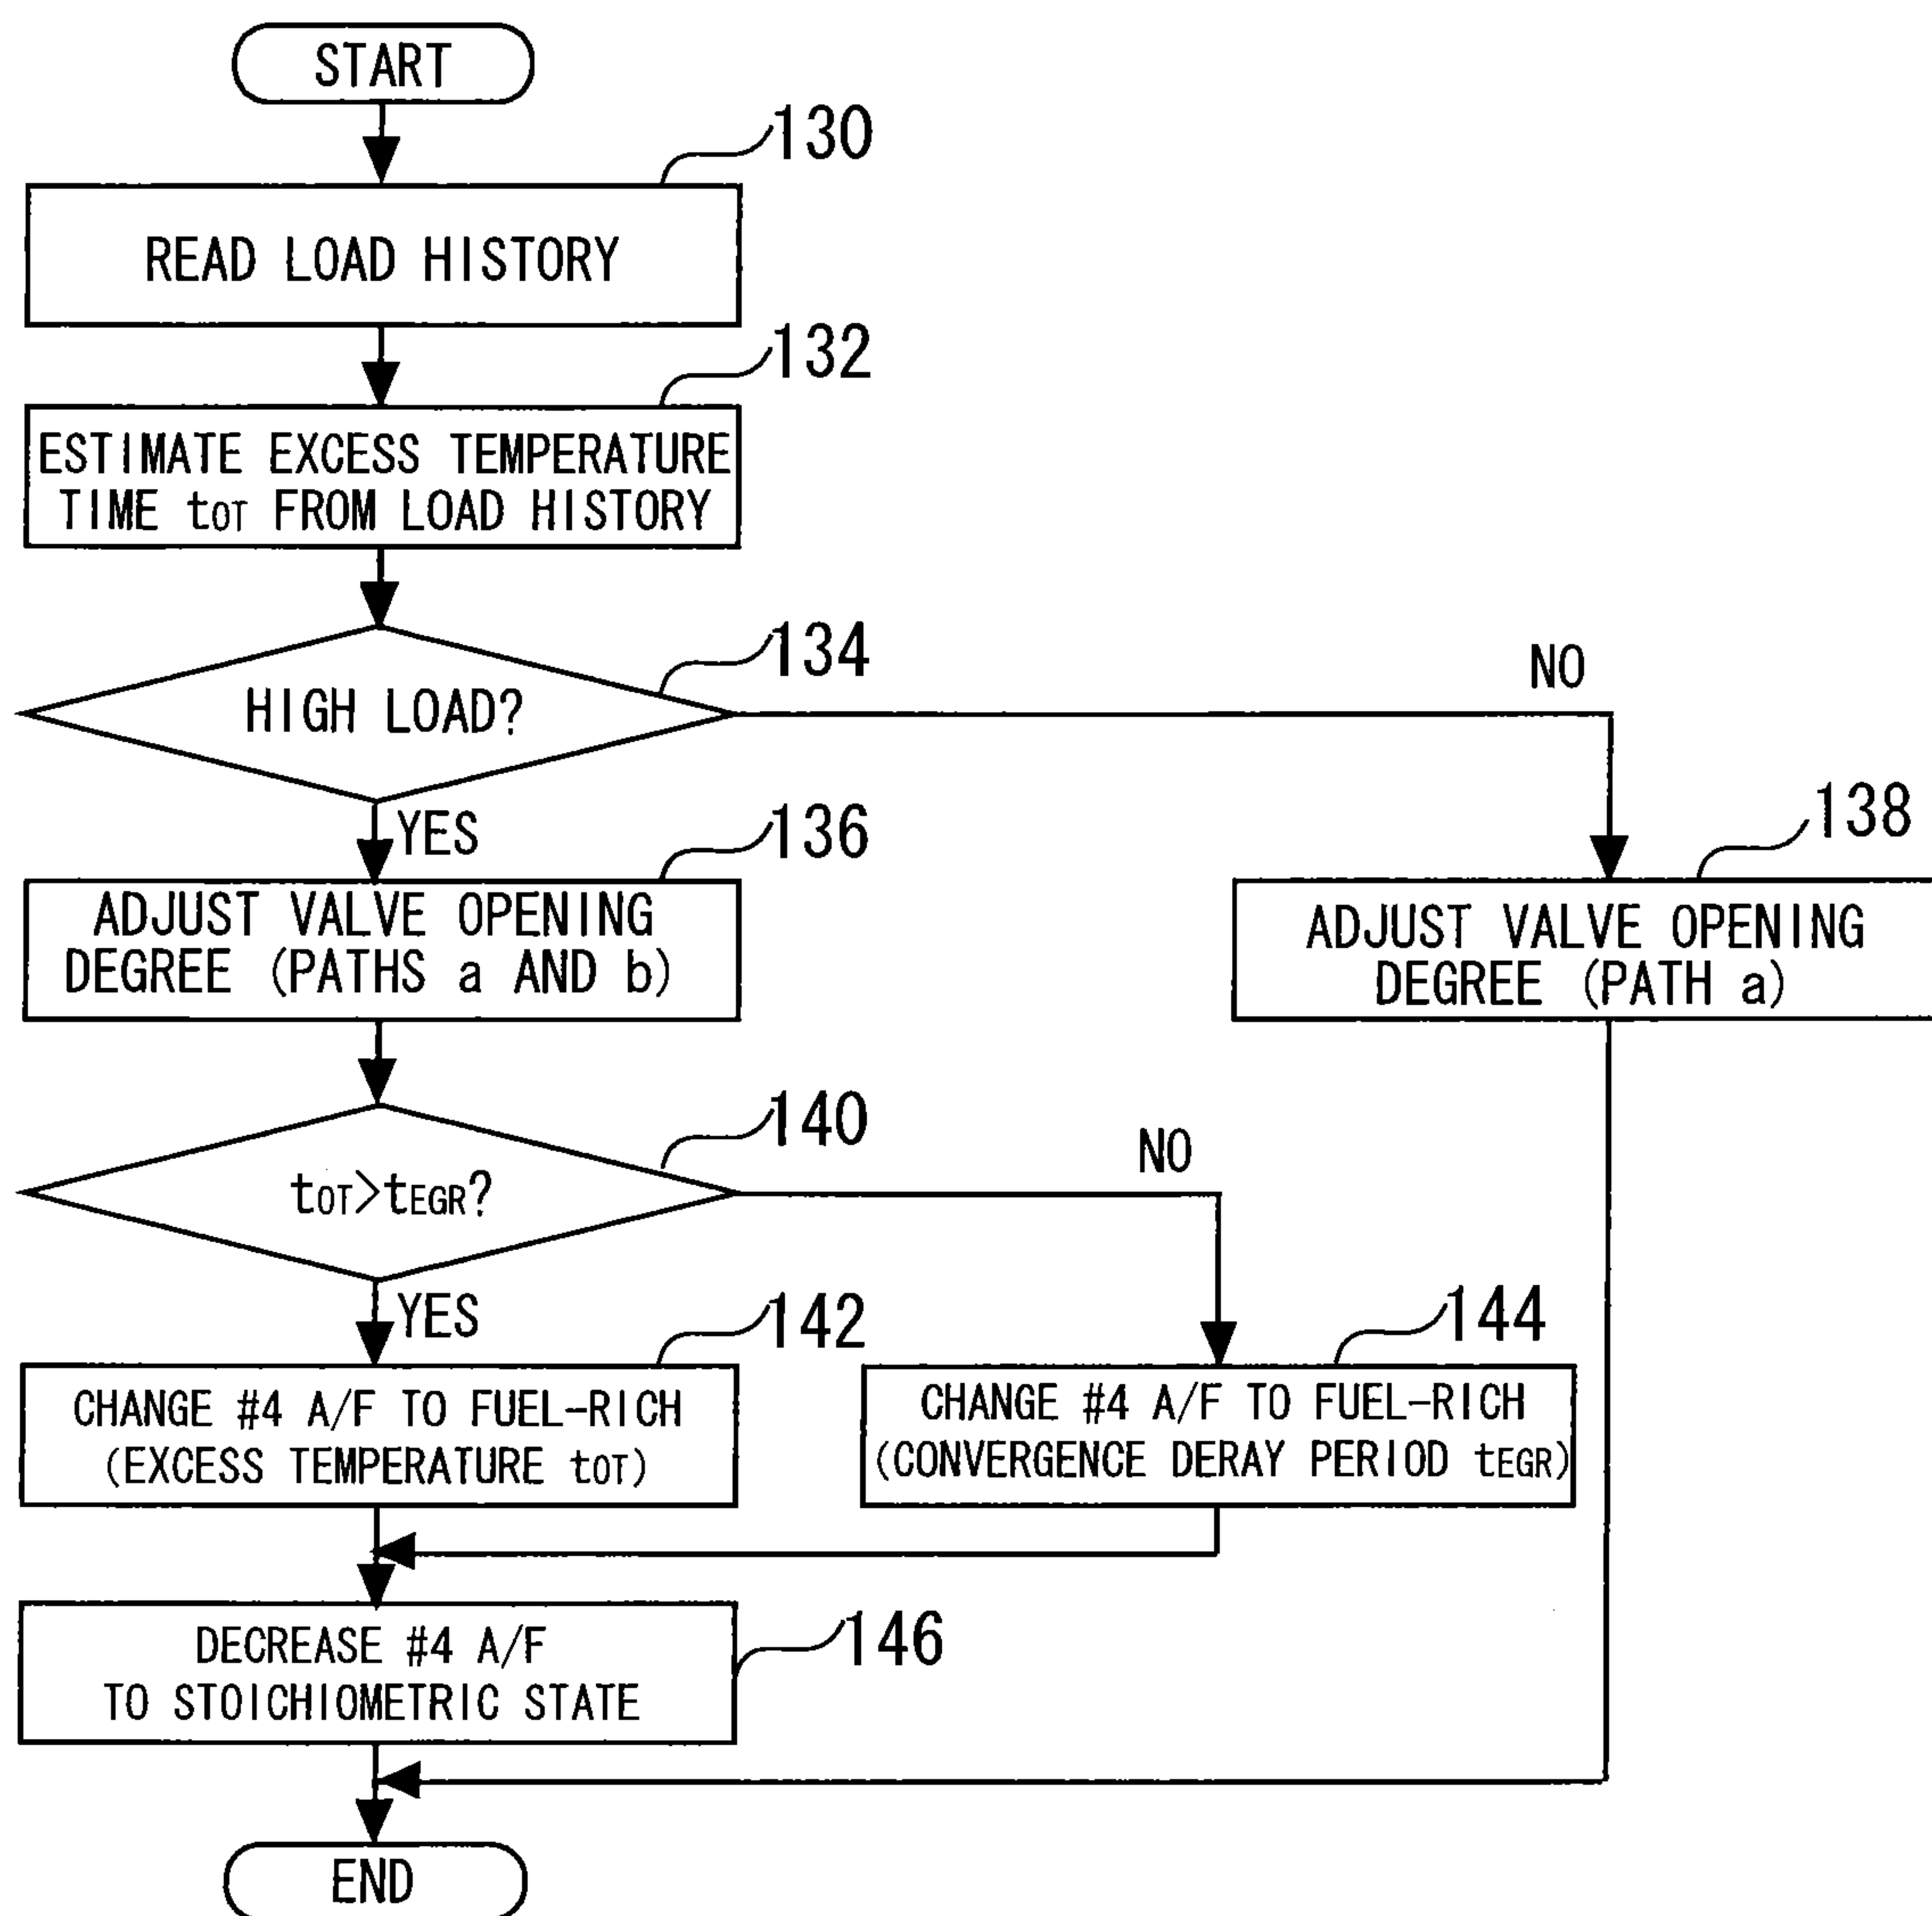 START
130
READ LOAD HISTORY
132
ESTIMATE EXCESS TEMPERATURE
TIME tOT FROM LOAD HISTORY
134
HIGH LOAD?
NO
YES
136
138
ADJUST VALVE OPENING
DEGREE (PATHS a AND b)
ADJUST VALVE OPENING
DEGREE (PATH a)
140
tOT>tEGR?
NO
YES
142
144
CHANGE #4 A/F TO FUEL-RICH
(EXCESS TEMPERATURE tOT)
CHANGE #4 A/F TO FUEL-RICH
(CONVERGENCE DERAY PERIOD tEGR)
146
DECREASE #4 A/F
TO STOICHIOMETRIC STATE
END